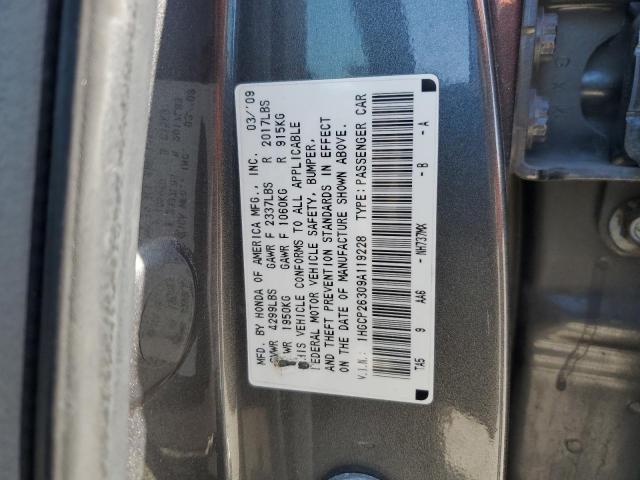 MFD. BY HONDA OF AMERICA MFG., INC. 03/'09
GVWR 4299LBS GAWR F 2337LBS R 2017LBS
WR 1950KG GAWR F 1060KG R 915KG
HIS VEHICLE CONFORMS TO ALL APPLICABLE
FEDERAL MOTOR VEHICLE SAFETY, BUMPER,
AND THEFT PREVENTION STANDARDS IN EFFECT
ON THE DATE OF MANUFACTURE SHOWN ABOVE.
V.I.N.: 1HGCP26309A119228 TYPE: PASSENGER CAR
TA5 9 AA6 -NH737MX -B -A